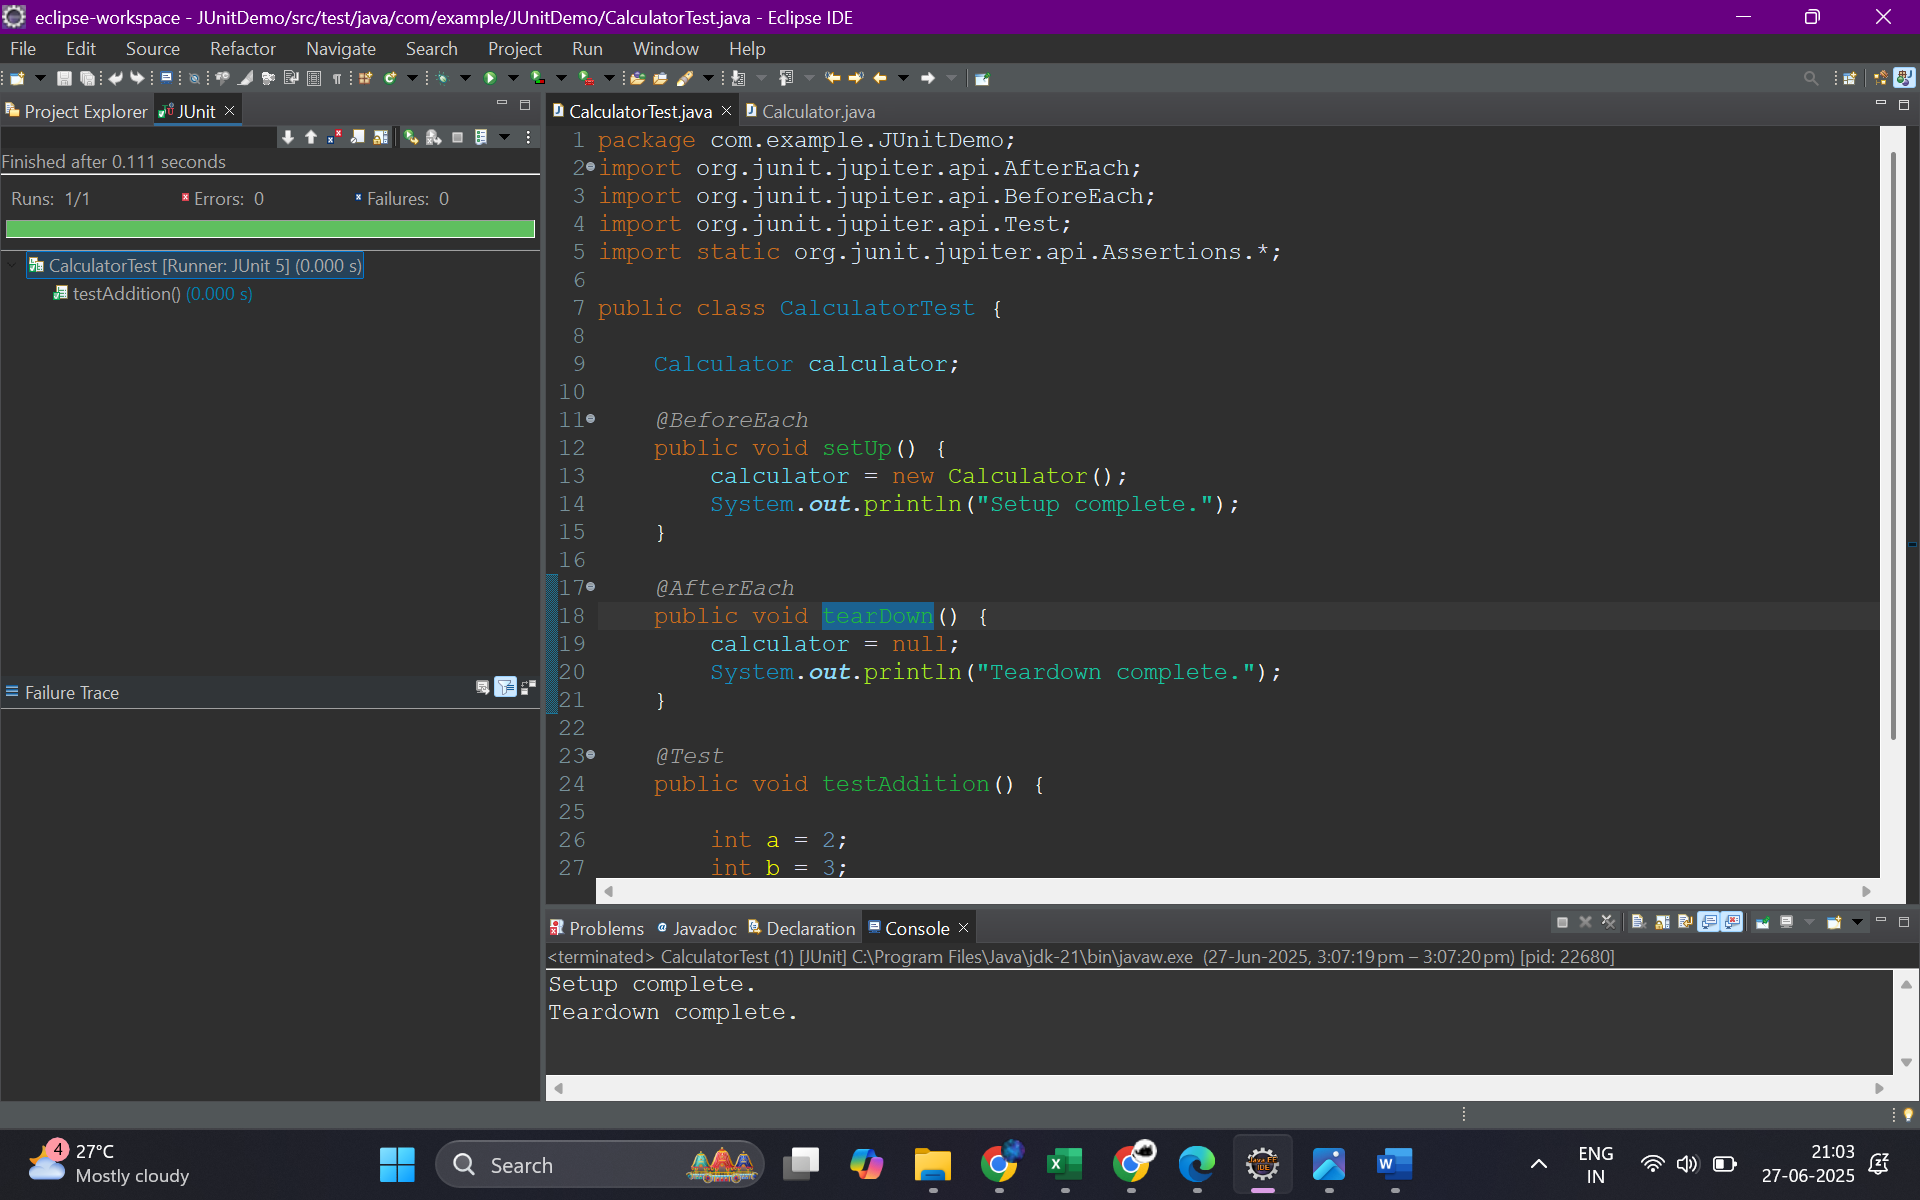 eclipse-workspace - JUnitDemo/src/test/java/com/example/JUnitDemo/CalculatorTest.java - Eclipse IDE
File Edit Source Refactor Navigate Search Project Run Window Help
Project Explorer JUnit
Finished after 0.111 seconds
Runs: 1/1 Errors: 0 Failures: 0
CalculatorTest [Runner: JUnit 5] (0.000 s)
testAddition() (0.000 s)
Failure Trace
CalculatorTest.java Calculator.java
1 package com.example.JUnitDemo;
2 import org.junit.jupiter.api.AfterEach;
3 import org.junit.jupiter.api.BeforeEach;
4 import org.junit.jupiter.api.Test;
5 import static org.junit.jupiter.api.Assertions.*;
6
7 public class CalculatorTest {
8
9 Calculator calculator;
10
11 @BeforeEach
12 public void setUp() {
13 calculator = new Calculator();
14 System.out.println("Setup complete.");
15 }
16
17 @AfterEach
18 public void tearDown() {
19 calculator = null;
20 System.out.println("Teardown complete.");
21 }
22
23 @Test
24 public void testAddition() {
25
26 int a = 2;
27 int b = 3;
Problems Javadoc Declaration Console
<terminated> CalculatorTest (1) [JUnit] C:\Program Files\Java\jdk-21\bin\javaw.exe (27-Jun-2025, 3:07:19 pm – 3:07:20 pm) [pid: 22680]
Setup complete.
Teardown complete.
4
27°C
Mostly cloudy
Search
ENG
IN
21:03
27-06-2025